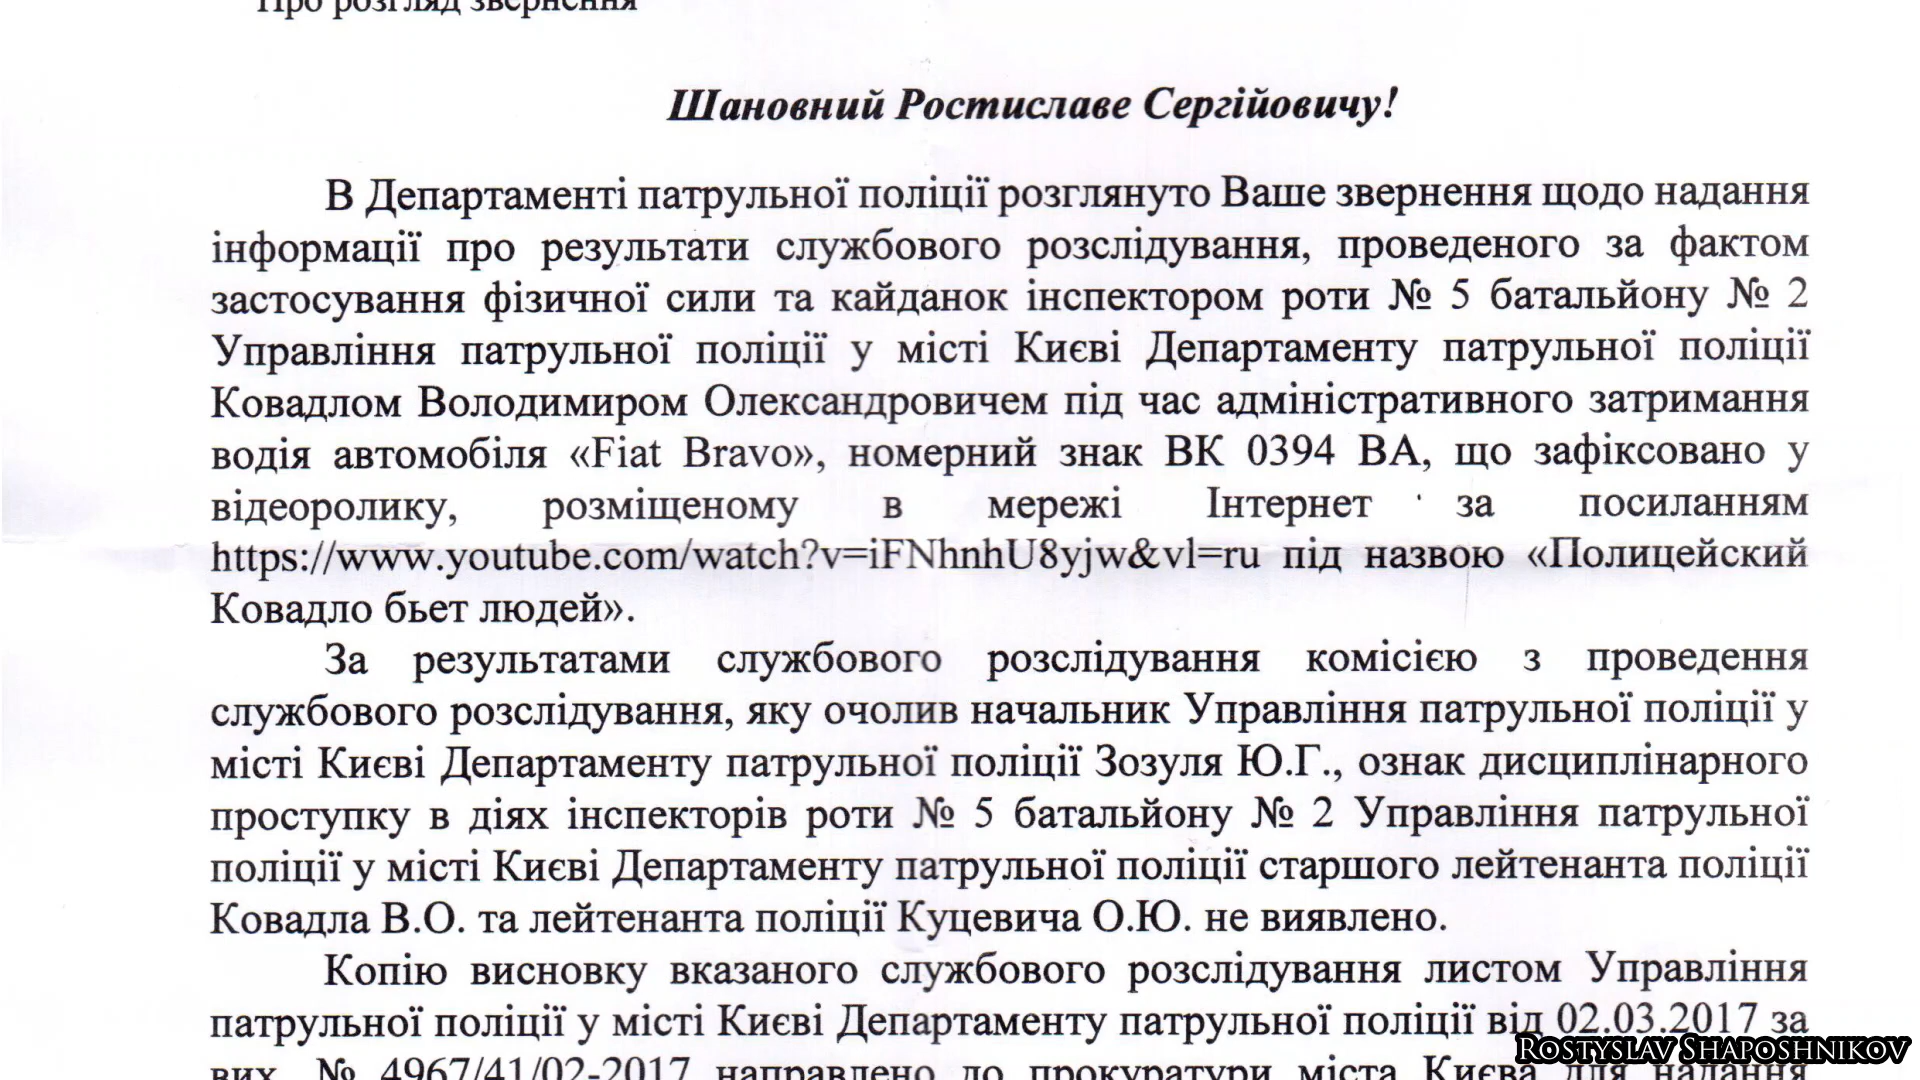 Про розгляд звернення
Шановний Ростиславе Сергійовичу!
В Департаменті патрульної поліції розглянуто Ваше звернення щодо надання
інформації про результати службового розслідування, проведеного за фактом
застосування фізичної сили та кайданок інспектором роти № 5 батальйону № 2
Управління патрульної поліції у місті Києві Департаменту патрульної поліції
Ковадлом Володимиром Олександровичем під час адміністративного затримання
водія автомобіля «Fiat Bravo», номерний знак ВК 0394 ВА, що зафіксовано у
відеоролику, розміщеному в мережі Інтернет за посиланням
https://www.youtube.com/watch?v=iFNhnhU8yjw&vl=ru під назвою «Полицейский
Ковадло бьет людей».
За результатами службового розслідування комісією з проведення
службового розслідування, яку очолив начальник Управління патрульної поліції у
місті Києві Департаменту патрульної поліції Зозуля Ю.Г., ознак дисциплінарного
проступку в діях інспекторів роти № 5 батальйону № 2 Управління патрульної
поліції у місті Києві Департаменту патрульної поліції старшого лейтенанта поліції
Ковадла В.О. та лейтенанта поліції Куцевича О.Ю. не виявлено.
Копію висновку вказаного службового розслідування листом Управління
патрульної поліції у місті Києві Департаменту патрульної поліції від 02.03.2017 за
вих. № 4967/41/02-2017 направлено до прокуратури міста Києва для надання
Rostyslav Shaposhnikov